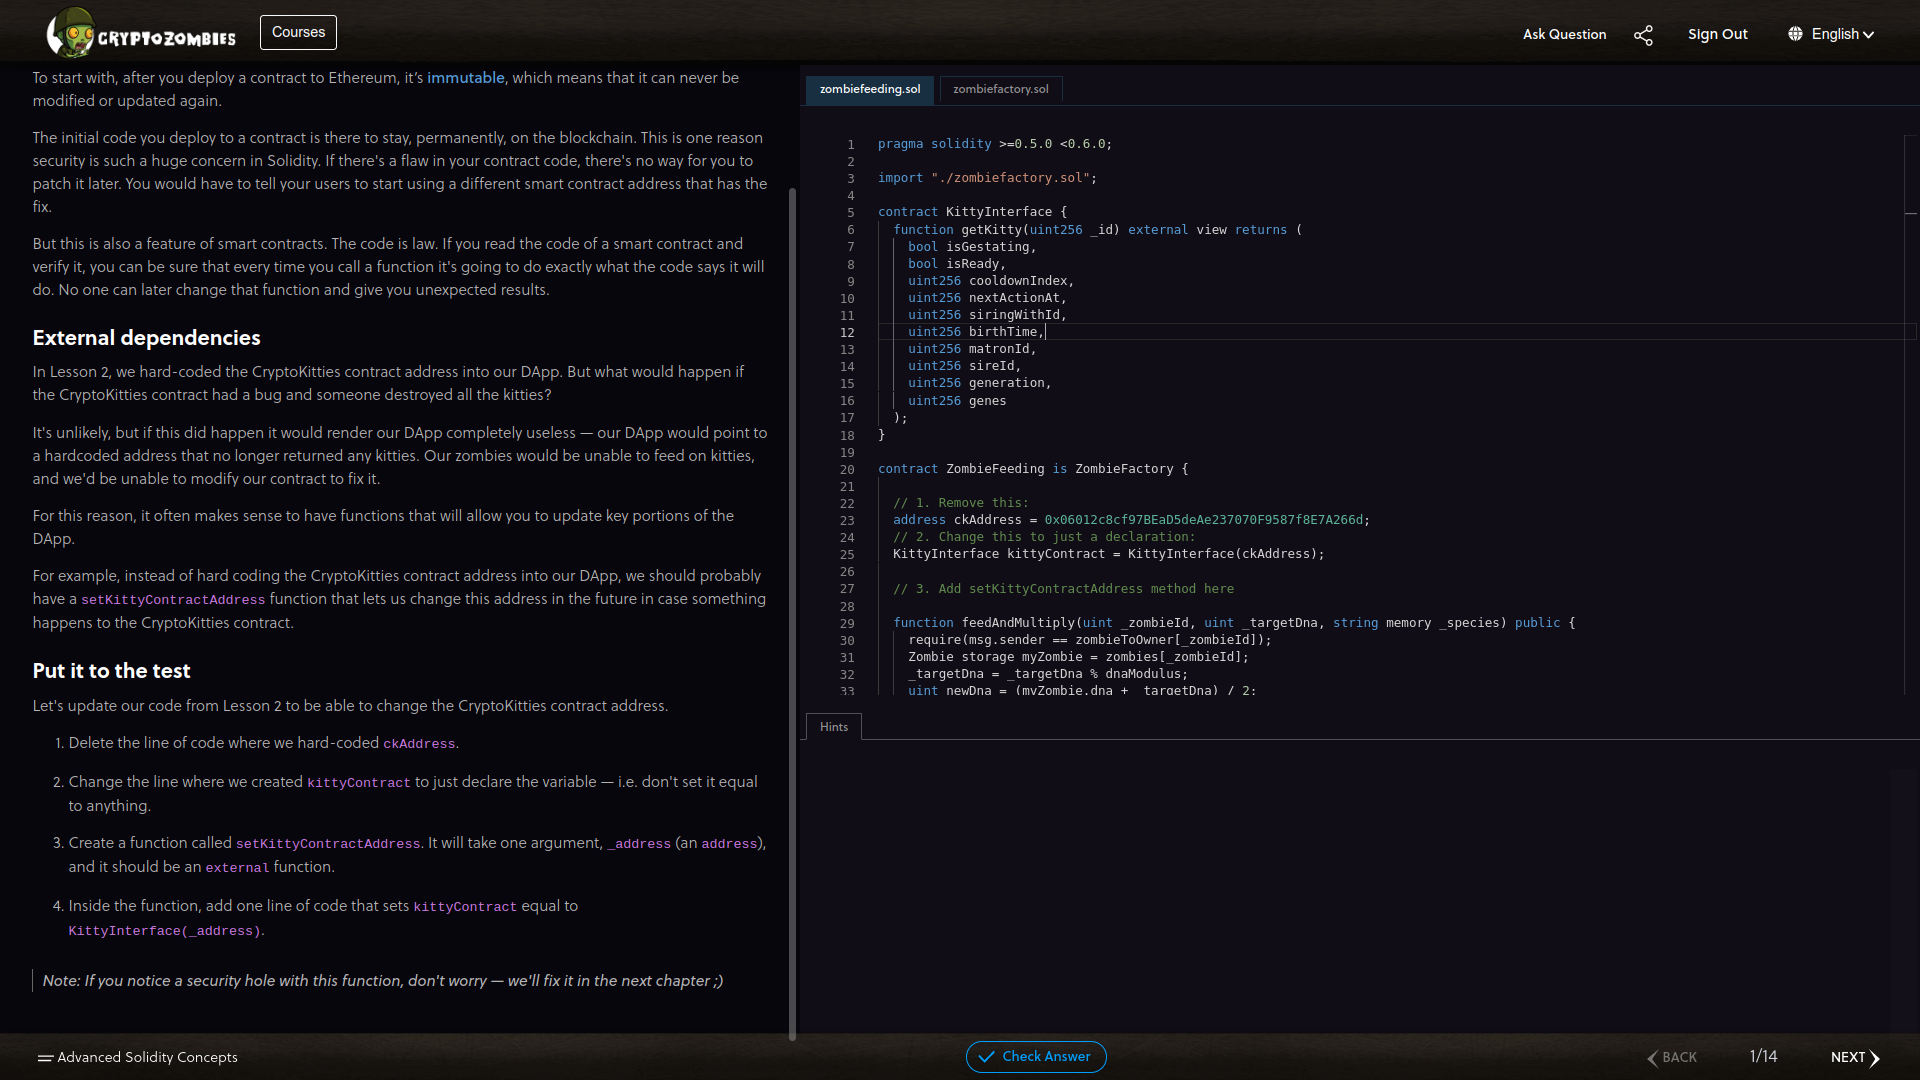 CRYPTOZOMBIES
Courses
Ask Question
Sign Out
English
To start with, after you deploy a contract to Ethereum, it’s immutable, which means that it can never be
modified or updated again.
The initial code you deploy to a contract is there to stay, permanently, on the blockchain. This is one reason
security is such a huge concern in Solidity. If there's a flaw in your contract code, there's no way for you to
patch it later. You would have to tell your users to start using a different smart contract address that has the
fix.
But this is also a feature of smart contracts. The code is law. If you read the code of a smart contract and
verify it, you can be sure that every time you call a function it's going to do exactly what the code says it will
do. No one can later change that function and give you unexpected results.
External dependencies
In Lesson 2, we hard-coded the CryptoKitties contract address into our DApp. But what would happen if
the CryptoKitties contract had a bug and someone destroyed all the kitties?
It's unlikely, but if this did happen it would render our DApp completely useless — our DApp would point to
a hardcoded address that no longer returned any kitties. Our zombies would be unable to feed on kitties,
and we'd be unable to modify our contract to fix it.
For this reason, it often makes sense to have functions that will allow you to update key portions of the
DApp.
For example, instead of hard coding the CryptoKitties contract address into our DApp, we should probably
have a setKittyContractAddress function that lets us change this address in the future in case something
happens to the CryptoKitties contract.
Put it to the test
Let's update our code from Lesson 2 to be able to change the CryptoKitties contract address.
1. Delete the line of code where we hard-coded ckAddress.
2. Change the line where we created kittyContract to just declare the variable — i.e. don't set it equal
to anything.
3. Create a function called setKittyContractAddress. It will take one argument, _address (an address),
and it should be an external function.
4. Inside the function, add one line of code that sets kittyContract equal to
KittyInterface(_address).
Note: If you notice a security hole with this function, don't worry — we'll fix it in the next chapter ;)
zombiefeeding.sol
zombiefactory.sol
1 pragma solidity >=0.5.0 <0.6.0;
2
3 import "./zombiefactory.sol";
4
5 contract KittyInterface {
6 function getKitty(uint256 _id) external view returns (
7 bool isGestating,
8 bool isReady,
9 uint256 cooldownIndex,
10 uint256 nextActionAt,
11 uint256 siringWithId,
12 uint256 birthTime,
13 uint256 matronId,
14 uint256 sireId,
15 uint256 generation,
16 uint256 genes
17 );
18 }
19
20 contract ZombieFeeding is ZombieFactory {
21
22 // 1. Remove this:
23 address ckAddress = 0x06012c8cf97BEaD5deAe237070F9587f8E7A266d;
24 // 2. Change this to just a declaration:
25 KittyInterface kittyContract = KittyInterface(ckAddress);
26
27 // 3. Add setKittyContractAddress method here
28
29 function feedAndMultiply(uint _zombieId, uint _targetDna, string memory _species) public {
30 require(msg.sender == zombieToOwner[_zombieId]);
31 Zombie storage myZombie = zombies[_zombieId];
32 _targetDna = _targetDna % dnaModulus;
33 uint newDna = (myZombie.dna + _targetDna) / 2;
Hints
Advanced Solidity Concepts
Check Answer
BACK
1/14
NEXT